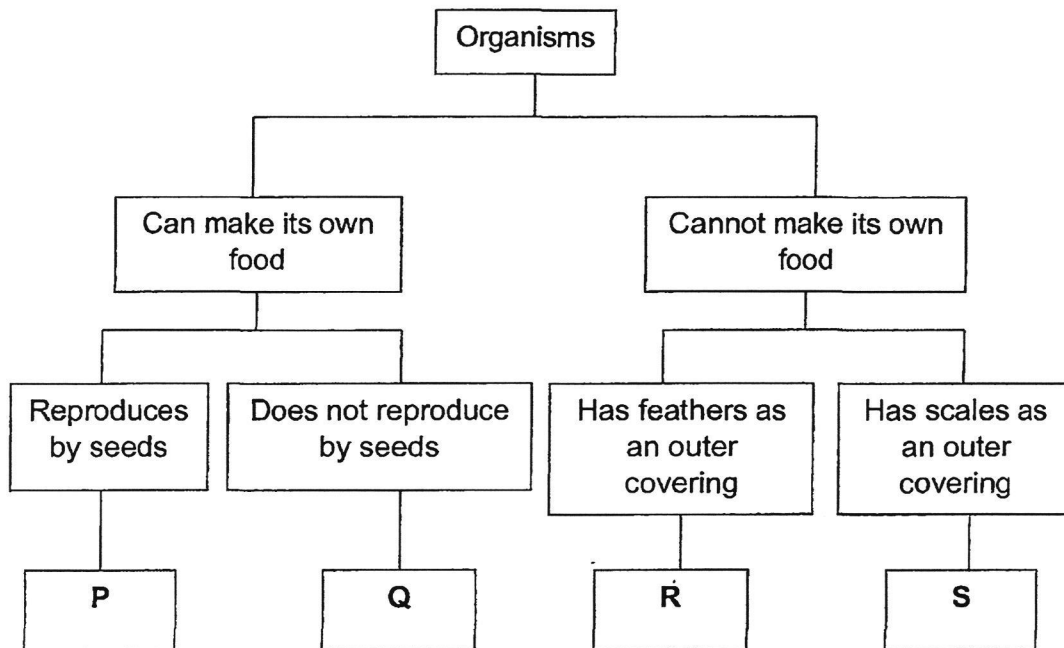 Organisms
Can make its own
food
Cannot make its own
food
Reproduces
by seeds
Does not reproduce
by seeds
Has feathers as
an outer
covering
Has scales as
an outer
covering
P
Q
R
S